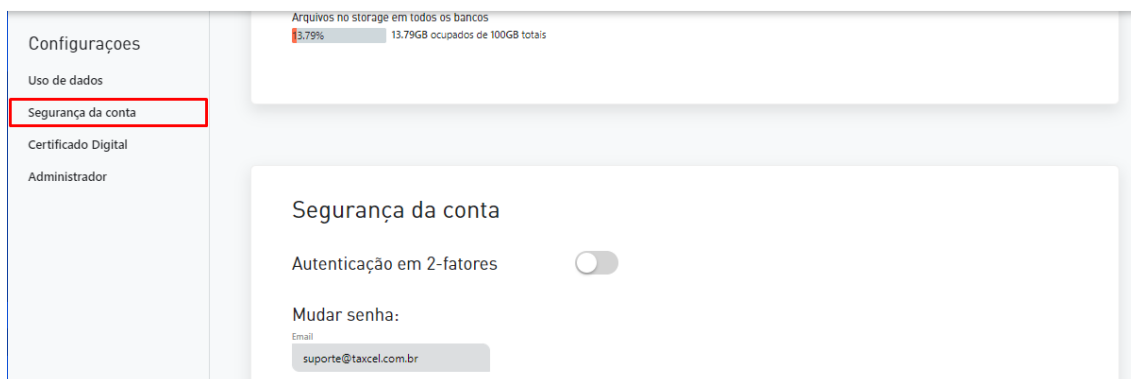 Configuraçoes
Uso de dados
Segurança da conta
Certificado Digital
Administrador
Arquivos no storage em todos os bancos
13.79% 13.79GB ocupados de 100GB totais
Segurança da conta
Autenticação em 2-fatores
Mudar senha:
Email
suporte@taxcel.com.br